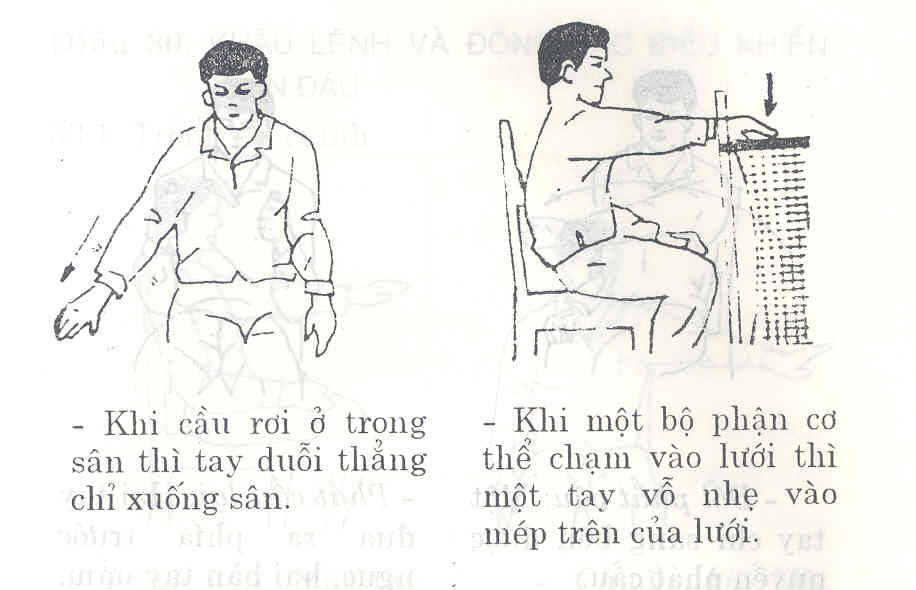 - Khi cầu rơi ở trong
sân thì tay duỗi thẳng
chỉ xuống sân.
- Khi một bộ phận cơ
thể chạm vào lưới thì
một tay vỗ nhẹ vào
mép trên của lưới.